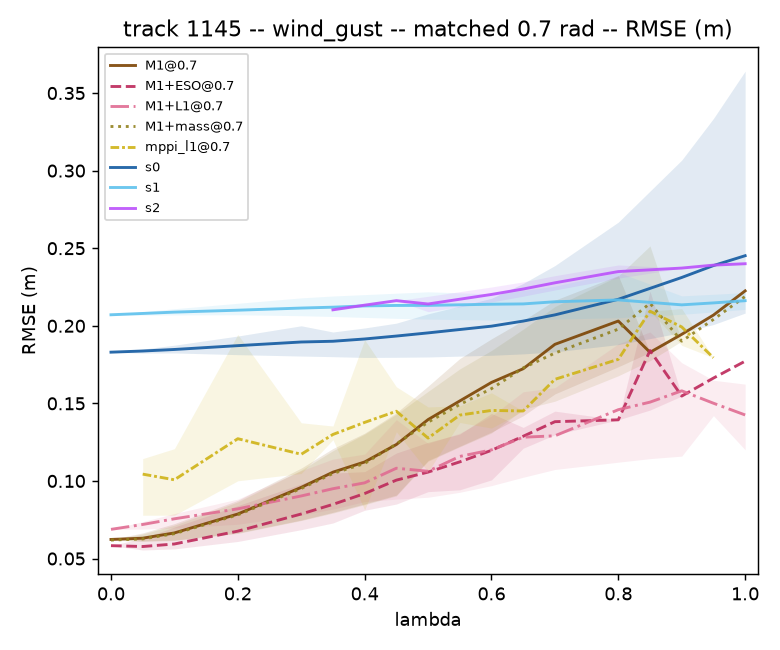 track 1145 -- wind_gust -- matched 0.7 rad -- RMSE (m)
M1@0.7
M1+ESO@0.7
M1+L1@0.7
M1+mass@0.7
mppi_l1@0.7
s0
s1
s2
RMSE (m)
0.35
0.30
0.25
0.20
0.15
0.10
0.05
0.0 0.2 0.4 0.6 0.8 1.0
lambda